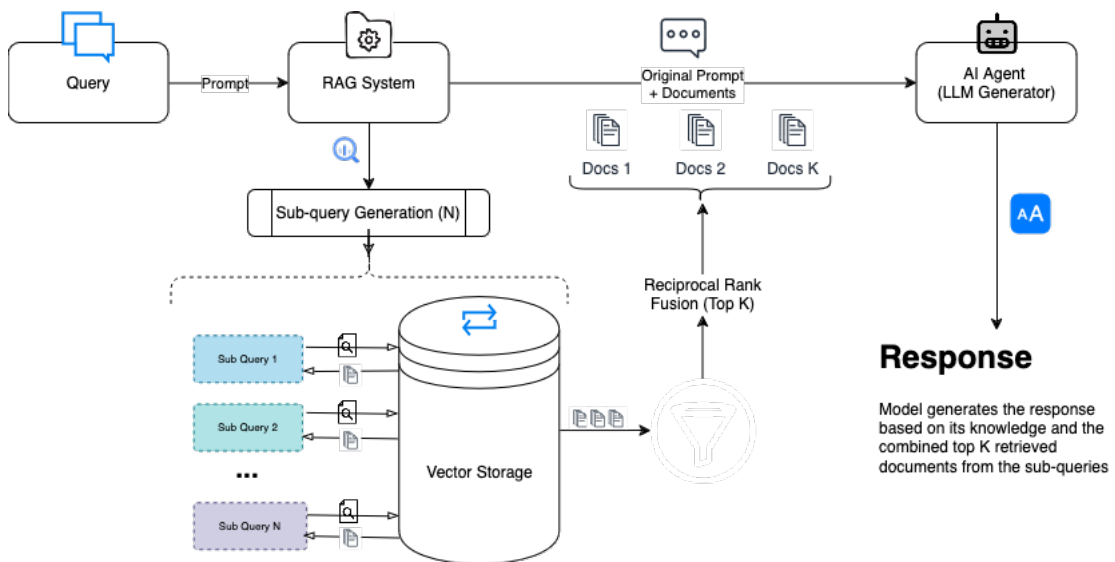 Query
Prompt
RAG System
Original Prompt
+ Documents
AI Agent
(LLM Generator)
Docs 1
Docs 2
Docs K
Sub-query Generation (N)
AA
Reciprocal Rank
Fusion (Top K)
Sub Query 1
Sub Query 2
...
Sub Query N
Vector Storage
Response
Model generates the response
based on its knowledge and the
combined top K retrieved
documents from the sub-queries